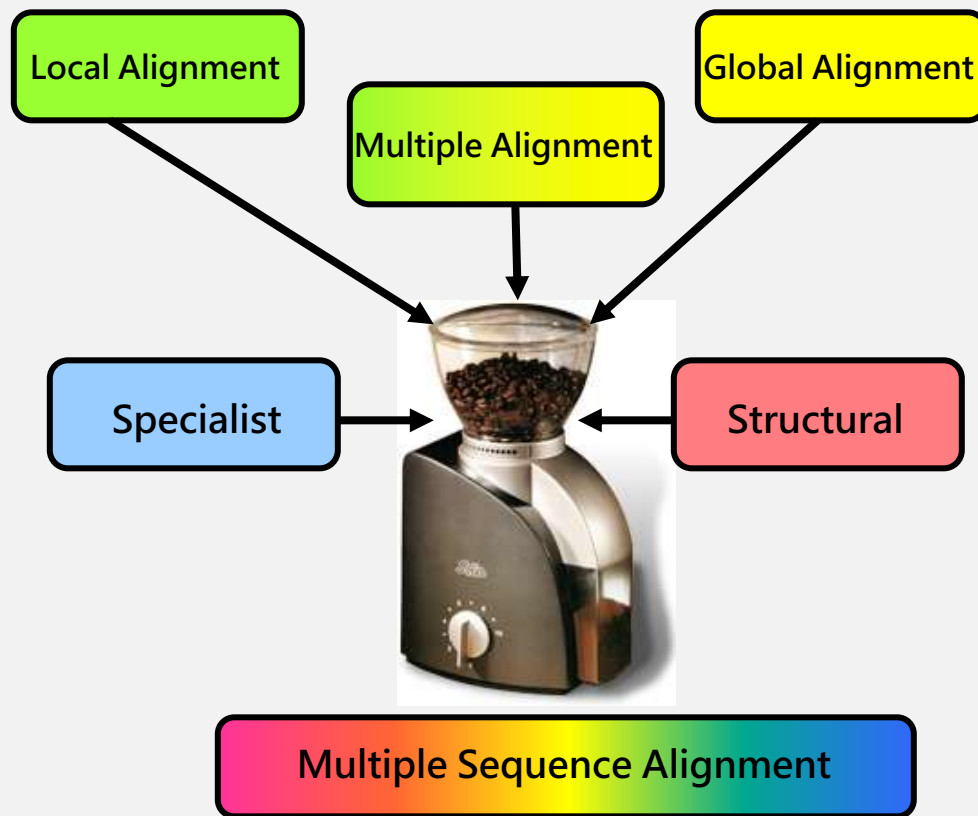 Local Alignment
Global Alignment
Multiple Alignment
Specialist
Structural
Multiple Sequence Alignment